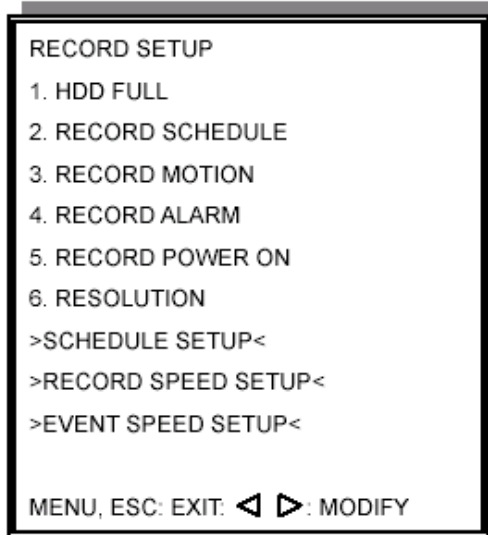 RECORD SETUP
1. HDD FULL
2. RECORD SCHEDULE
3. RECORD MOTION
4. RECORD ALARM
5. RECORD POWER ON
6. RESOLUTION
>SCHEDULE SETUP<
>RECORD SPEED SETUP<
>EVENT SPEED SETUP<
MENU, ESC: EXIT: ◁ ▷: MODIFY